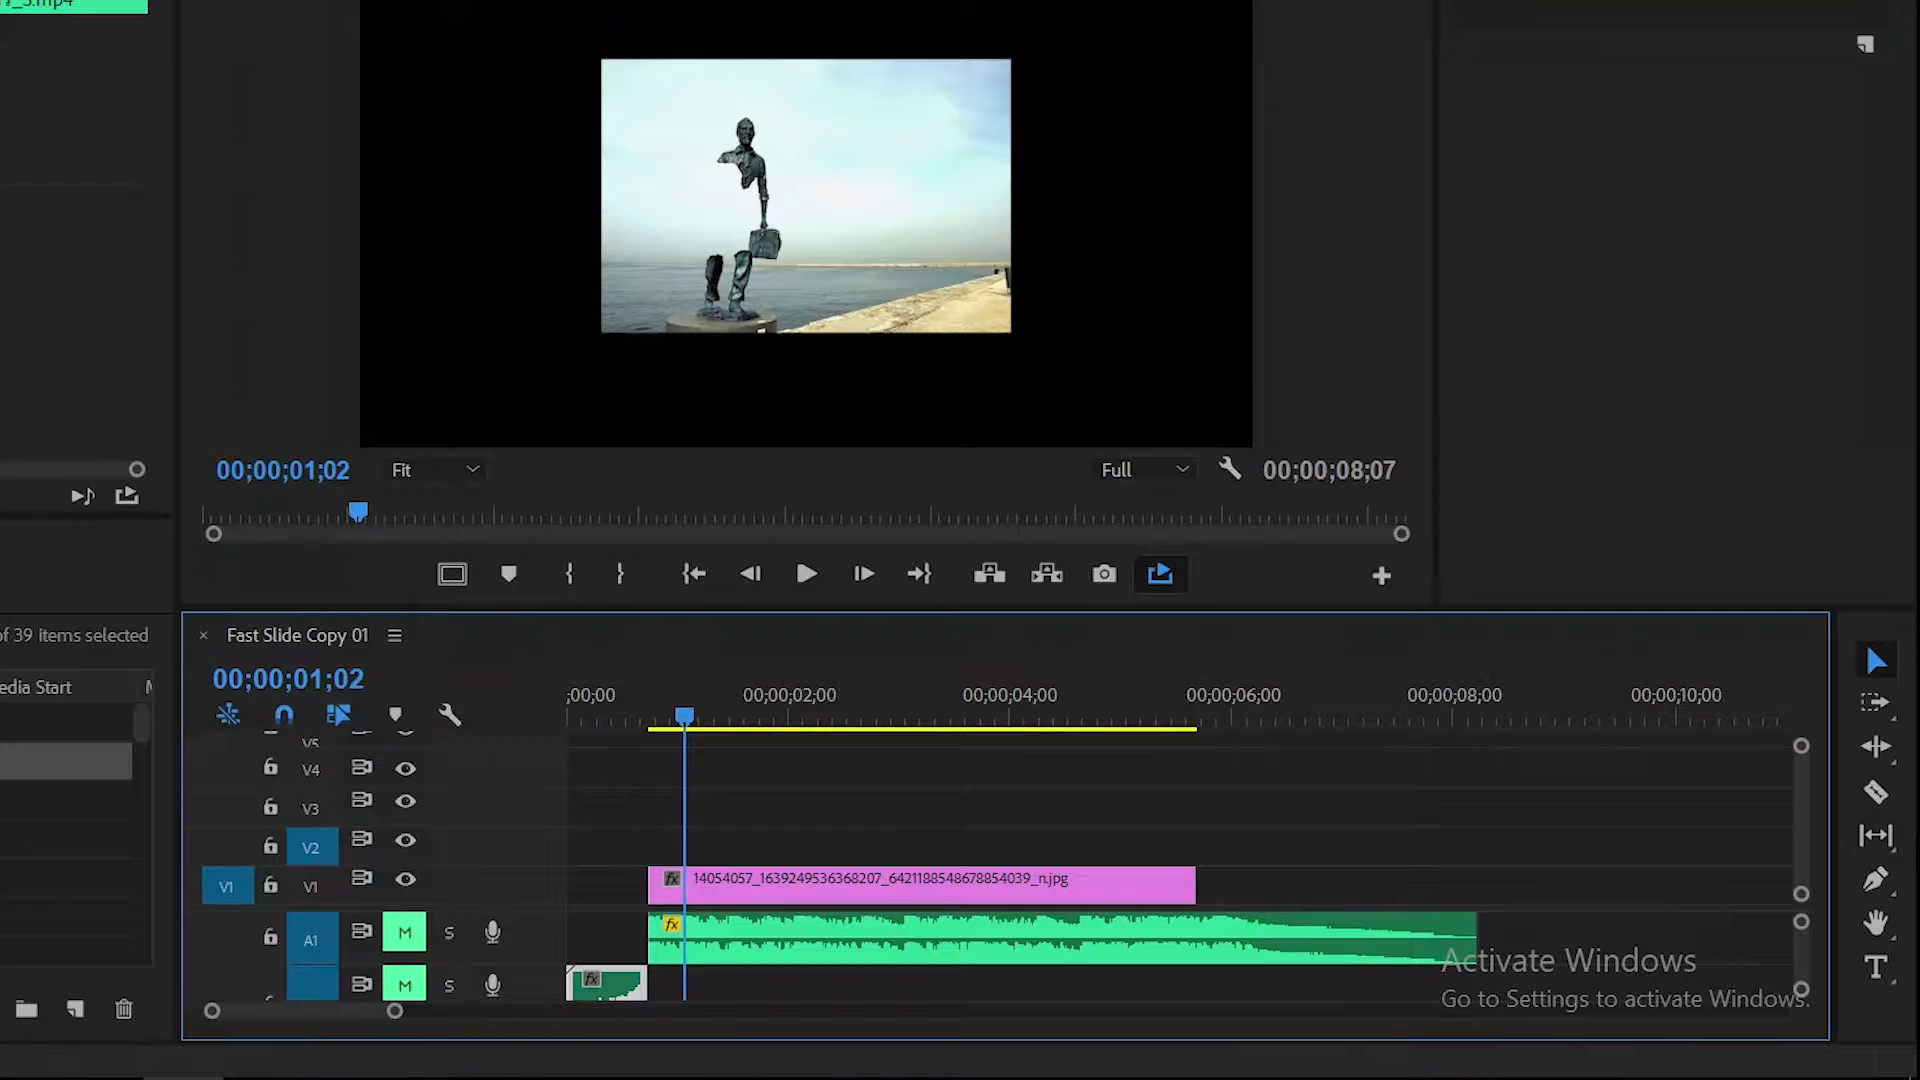 _3.mp4
00;00;01;02
Fit
Full
00;00;08;07
of 39 items selected
× Fast Slide Copy 01
edia Start
00;00;01;02
;00;00
00;00;02;00
00;00;04;00
00;00;06;00
00;00;08;00
00;00;10;00
V5
V4
V3
V2
V1
V1
fx 14054057_1639249536368207_6421188548678854039_n.jpg
A1
M
S
fx
M
S
fx
Activate Windows
Go to Settings to activate Windows.